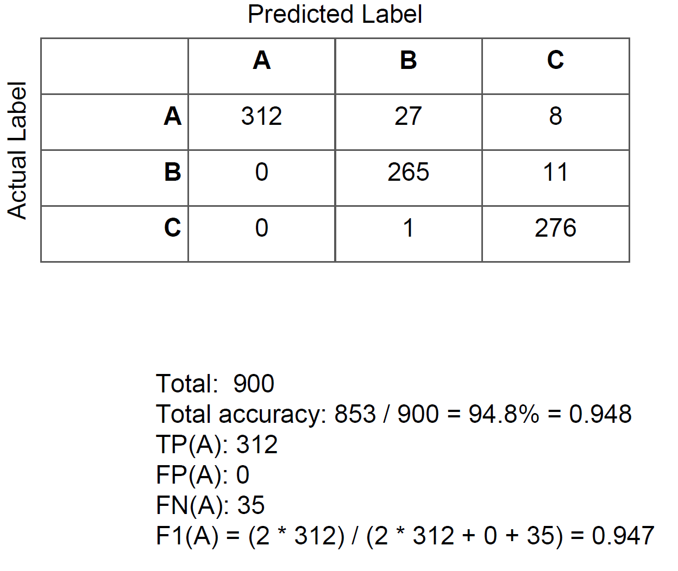 Predicted Label
Actual Label
A B C
A 312 27 8
B 0 265 11
C 0 1 276
Total: 900
Total accuracy: 853 / 900 = 94.8% = 0.948
TP(A): 312
FP(A): 0
FN(A): 35
F1(A) = (2 * 312) / (2 * 312 + 0 + 35) = 0.947